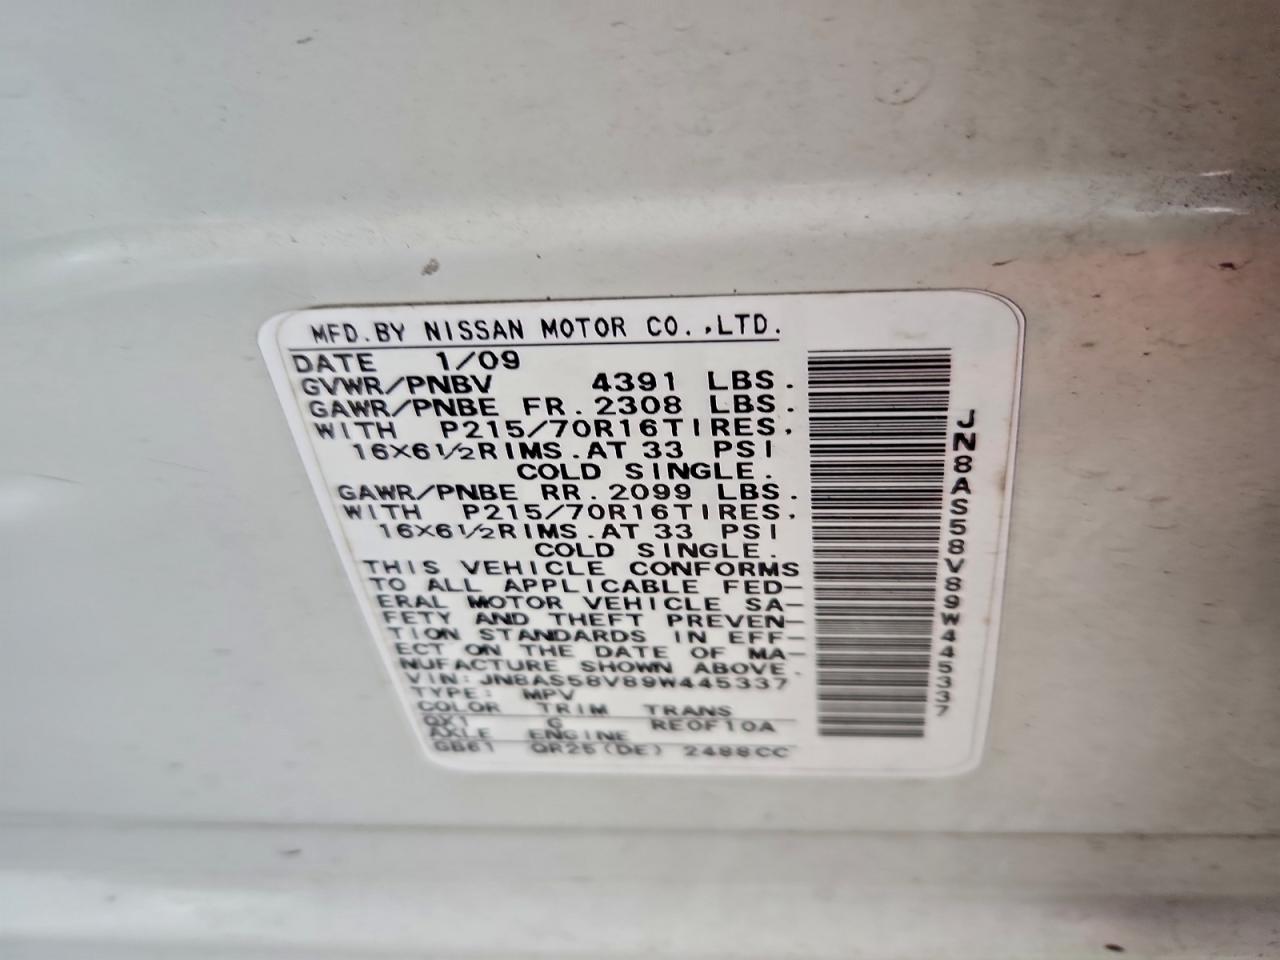 MFD.BY NISSAN MOTOR CO.,LTD.
DATE 1/09
GVWR/PNBV 4391 LBS.
GAWR/PNBE FR.2308 LBS.
WITH P215/70R16TIRES.
16X6½RIMS.AT 33 PSI
COLD SINGLE.
GAWR/PNBE RR.2099 LBS.
WITH P215/70R16TIRES.
16X6½RIMS.AT 33 PSI
COLD SINGLE.
THIS VEHICLE CONFORMS
TO ALL APPLICABLE FED-
ERAL MOTOR VEHICLE SA-
FETY AND THEFT PREVEN-
TION STANDARDS IN EFF-
ECT ON THE DATE OF MA-
NUFACTURE SHOWN ABOVE.
VIN:JN8AS58V89W445337
TYPE: MPV
COLOR TRIM TRANS
QX1 G RE0F10A
AXLE ENGINE
GB61 QR25(DE) 2488CC
JN8AS58V89W445337